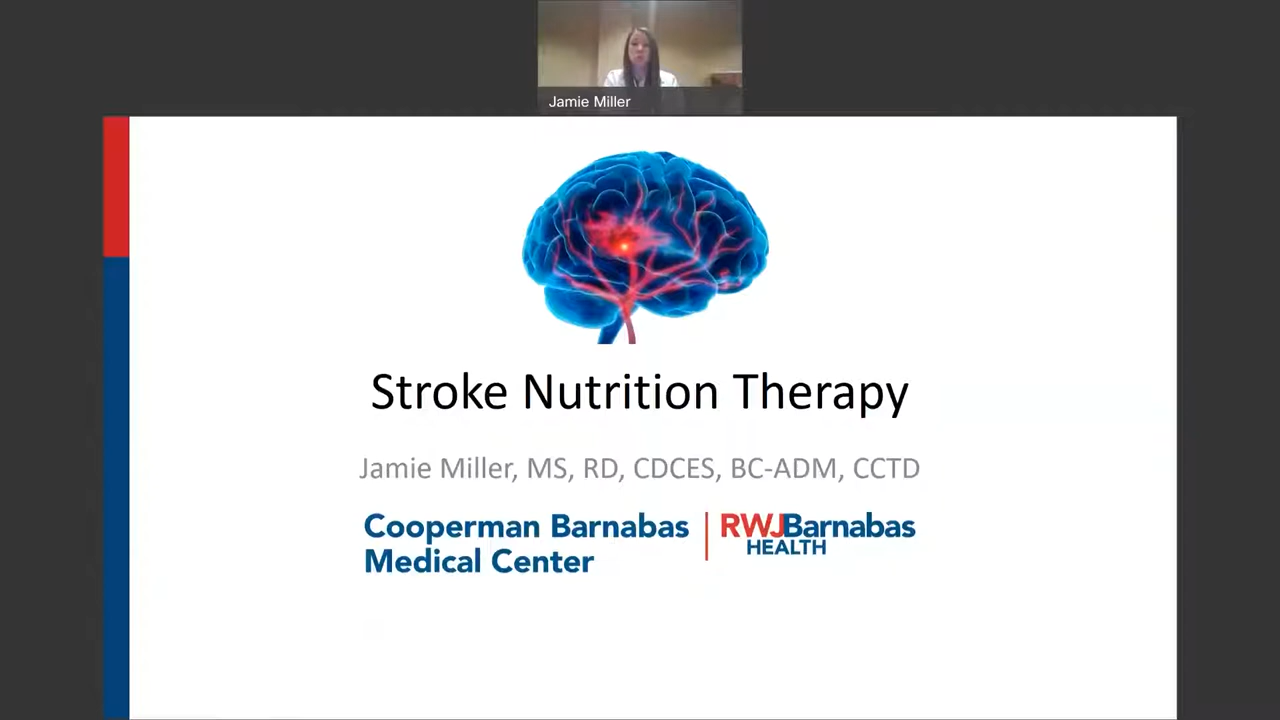 Jamie Miller
Stroke Nutrition Therapy
Jamie Miller, MS, RD, CDCES, BC-ADM, CCTD
Cooperman Barnabas
Medical Center
RWJBarnabas
HEALTH